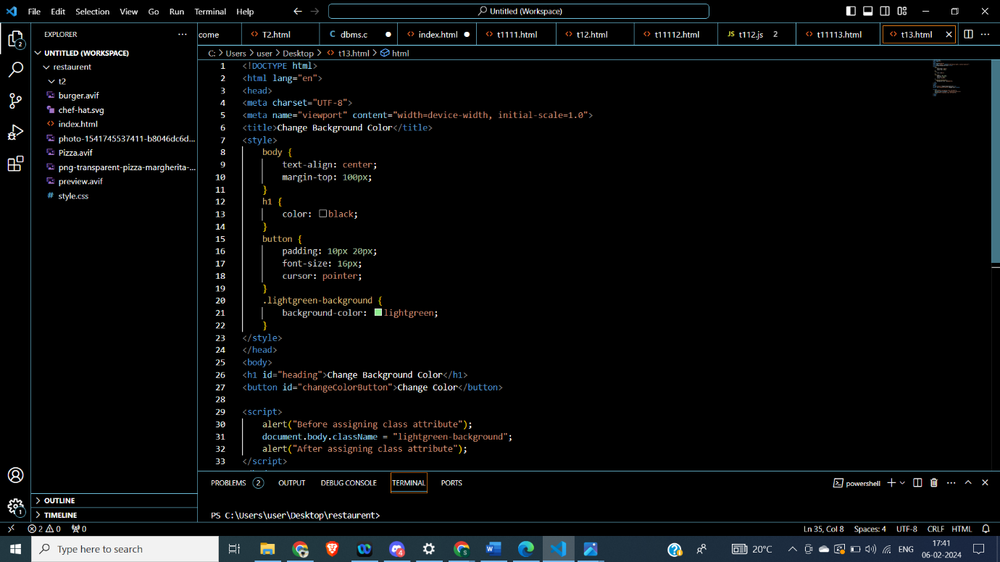 File Edit Selection View Go Run Terminal Help
Untitled (Workspace)
EXPLORER
2
UNTITLED (WORKSPACE)
restaurent
t2
burger.avif
chef-hat.svg
index.html
photo-1541745537411-b8046dc6d...
Pizza.avif
png-transparent-pizza-margherita-...
preview.avif
style.css
OUTLINE
TIMELINE
1
come T2.html dbms.c index.html t1111.html t12.html t11112.html t112.js 2 t11113.html t13.html
C: > Users > user > Desktop > t13.html > html
1 <!DOCTYPE html>
2 <html lang="en">
3 <head>
4 <meta charset="UTF-8">
5 <meta name="viewport" content="width=device-width, initial-scale=1.0">
6 <title>Change Background Color</title>
7 <style>
8 body {
9 text-align: center;
10 margin-top: 100px;
11 }
12 h1 {
13 color: black;
14 }
15 button {
16 padding: 10px 20px;
17 font-size: 16px;
18 cursor: pointer;
19 }
20 .lightgreen-background {
21 background-color: lightgreen;
22 }
23 </style>
24 </head>
25 <body>
26 <h1 id="heading">Change Background Color</h1>
27 <button id="changeColorButton">Change Color</button>
28
29 <script>
30 alert("Before assigning class attribute");
31 document.body.className = "lightgreen-background";
32 alert("After assigning class attribute");
33 </script>
PROBLEMS 2 OUTPUT DEBUG CONSOLE TERMINAL PORTS powershell
PS C:\Users\user\Desktop\restaurent>
2 0 0 Ln 35, Col 8 Spaces: 4 UTF-8 CRLF HTML
Type here to search 4 20°C ENG 17:41
06-02-2024